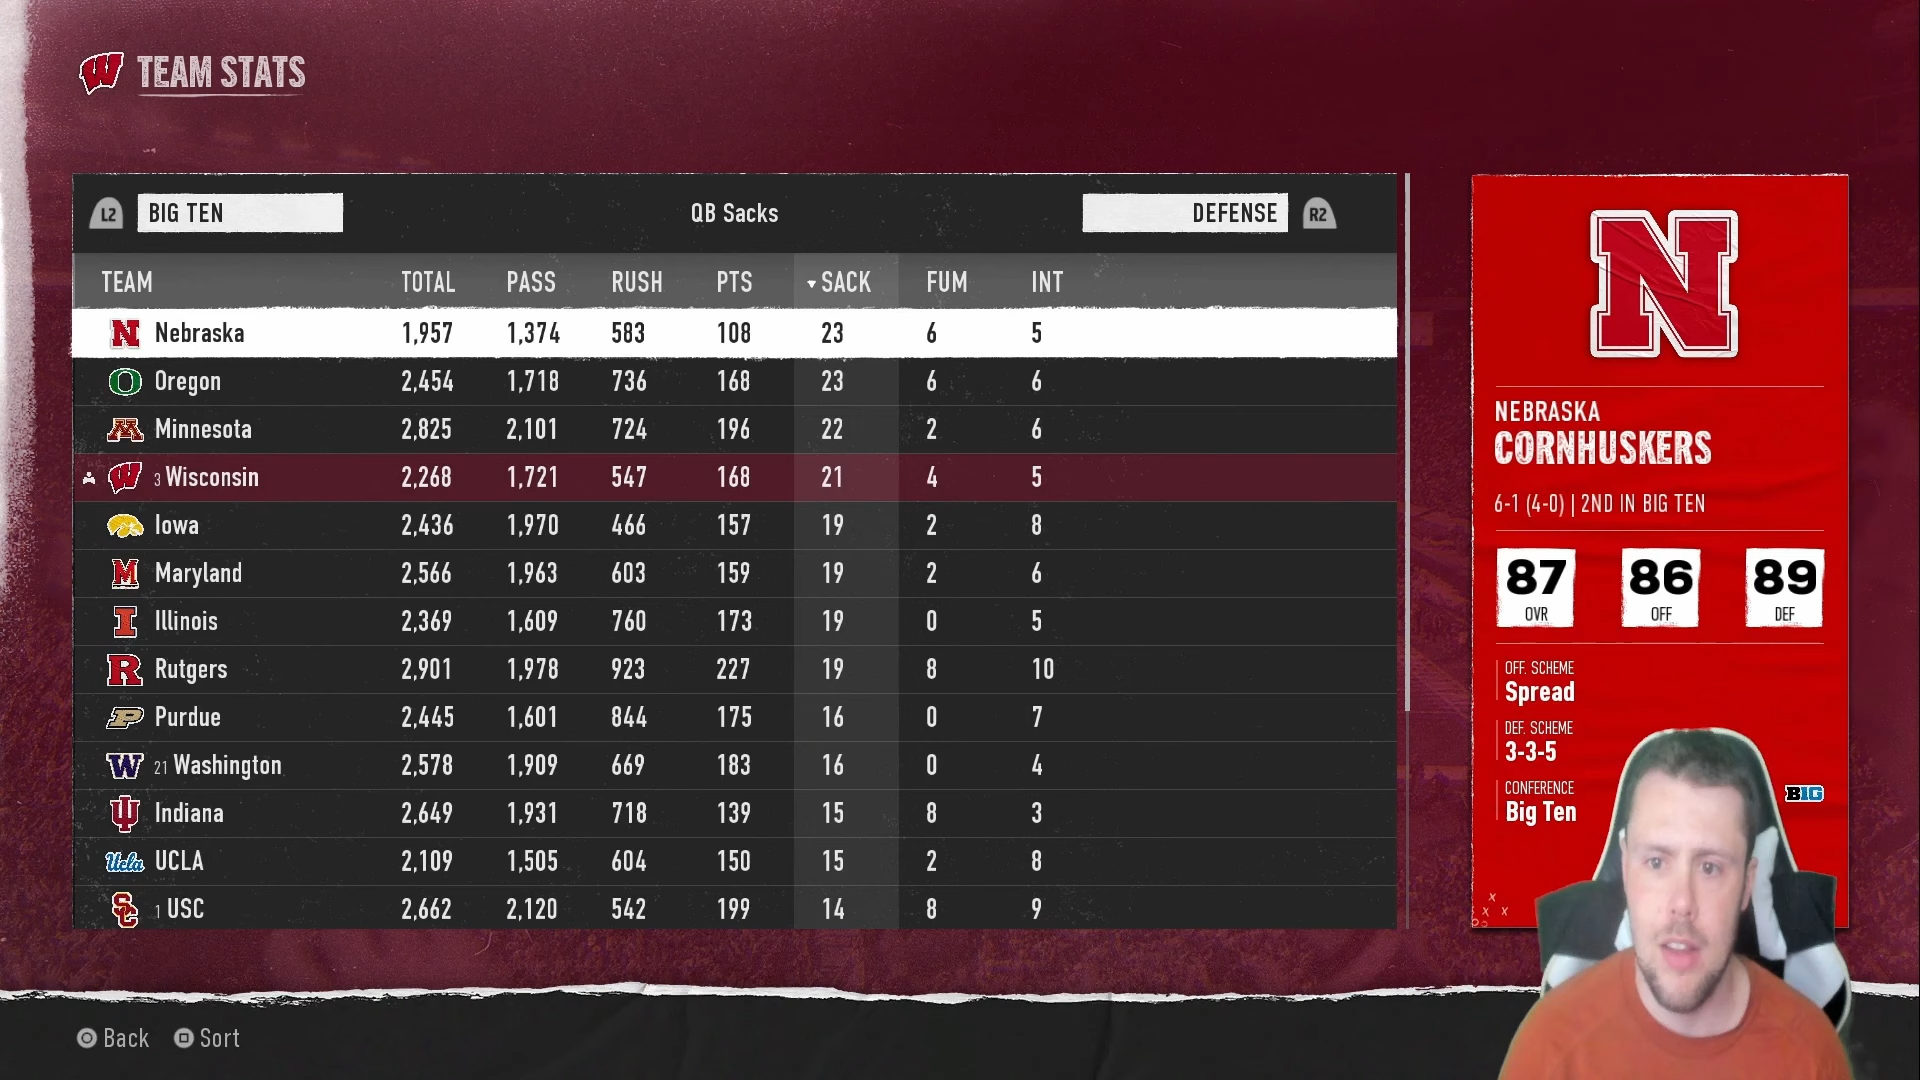 W TEAM STATS
L2 BIG TEN QB Sacks DEFENSE R2
TEAM TOTAL PASS RUSH PTS SACK FUM INT
N Nebraska 1,957 1,374 583 108 23 6 5
O Oregon 2,454 1,718 736 168 23 6 6
M Minnesota 2,825 2,101 724 196 22 2 6
W 3 Wisconsin 2,268 1,721 547 168 21 4 5
Iowa 2,436 1,970 466 157 19 2 8
M Maryland 2,566 1,963 603 159 19 2 6
I Illinois 2,369 1,609 760 173 19 0 5
R Rutgers 2,901 1,978 923 227 19 8 10
P Purdue 2,445 1,601 844 175 16 0 7
W 21 Washington 2,578 1,909 669 183 16 0 4
IU Indiana 2,649 1,931 718 139 15 8 3
Ucla UCLA 2,109 1,505 604 150 15 2 8
SC 1 USC 2,662 2,120 542 199 14 8 9
N
NEBRASKA
CORNHUSKERS
6-1 (4-0) | 2ND IN BIG TEN
87 86 89
OVR OFF DEF
OFF. SCHEME
Spread
DEF. SCHEME
3-3-5
CONFERENCE
Big Ten
B1G
Back Sort